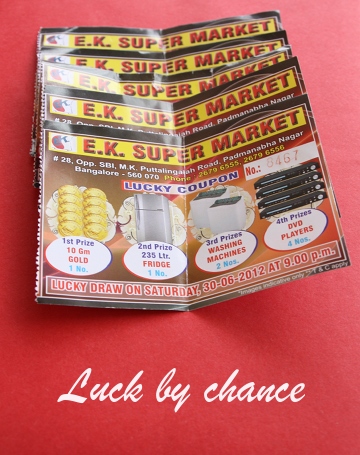 E.K. SUPER MARKET
E.K. SUPER MARKET
E.K. SUPER MARKET
E.K. SUPER MARKET
# 28, Opp. SBI, M.K. Puttalingaiah Road, Padmanabha Nagar
E.K. SUPER MARKET
# 28, Opp. SBI, M.K. Puttalingaiah Road, Padmanabha Nagar
Bangalore - 560 070 Phone : 2679 6555, 2679 6556
LUCKY COUPON No.: 8467
1st Prize
10 Gm
GOLD
1 No.
2nd Prize
235 Ltr.
FRIDGE
1 No.
3rd Prizes
WASHING
MACHINES
2 Nos.
4th Prizes
DVD
PLAYERS
4 Nos.
LUCKY DRAW ON SATURDAY, 30-06-2012 AT 9.00 p.m.
*Images indicative only *T & C apply
Luck by chance